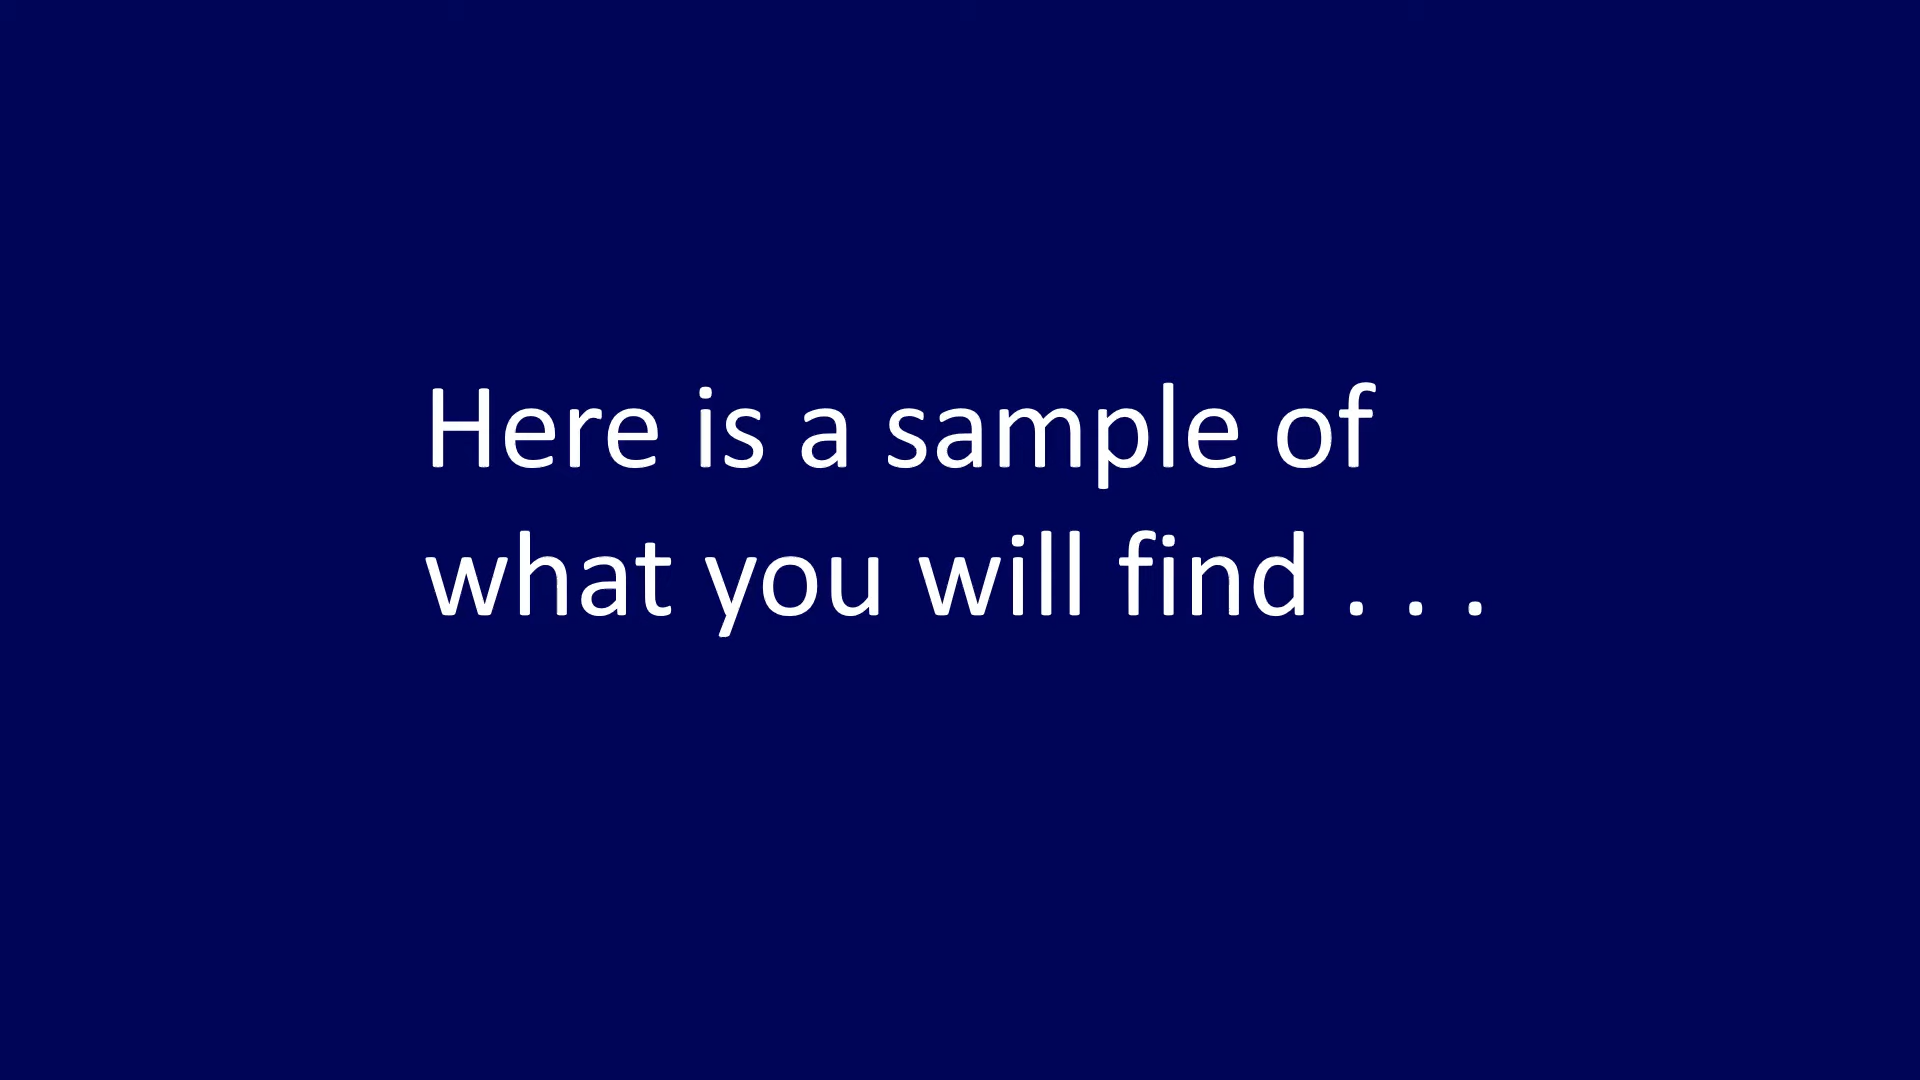 Here is a sample of
what you will find . . .